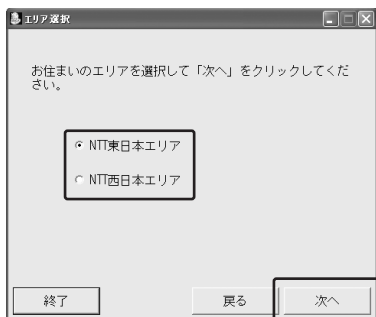 エリア選択
お住まいのエリアを選択して「次へ」をクリックしてくだ
さい。
NTT東日本エリア
NTT西日本エリア
終了
戻る
次へ